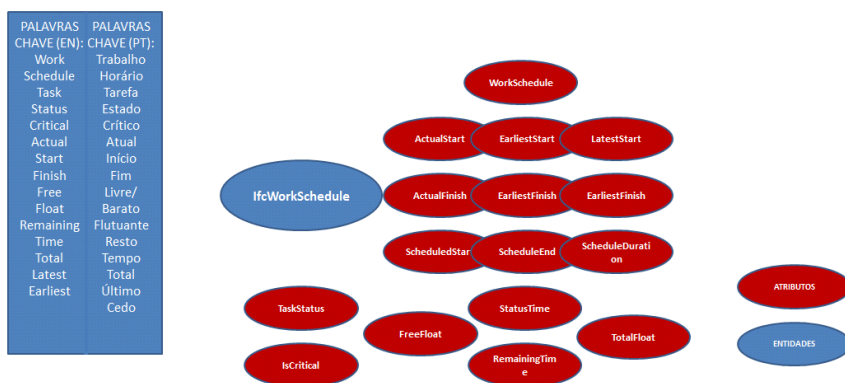 PALAVRAS CHAVE (EN):
Work
Schedule
Task
Status
Critical
Actual
Start
Finish
Free
Float
Remaining
Time
Total
Latest
Earliest
PALAVRAS CHAVE (PT):
Trabalho
Horário
Tarefa
Estado
Crítico
Atual
Início
Fim
Livre/
Barato
Flutuante
Resto
Tempo
Total
Último
Cedo
WorkSchedule
ActualStart
EarliestStart
LatestStart
IfcWorkSchedule
ActualFinish
EarliestFinish
EarliestFinish
ScheduledStart
ScheduleEnd
ScheduleDurati
on
TaskStatus
StatusTime
FreeFloat
TotalFloat
IsCritical
RemainingTim
e
ATRIBUTOS
ENTIDADES